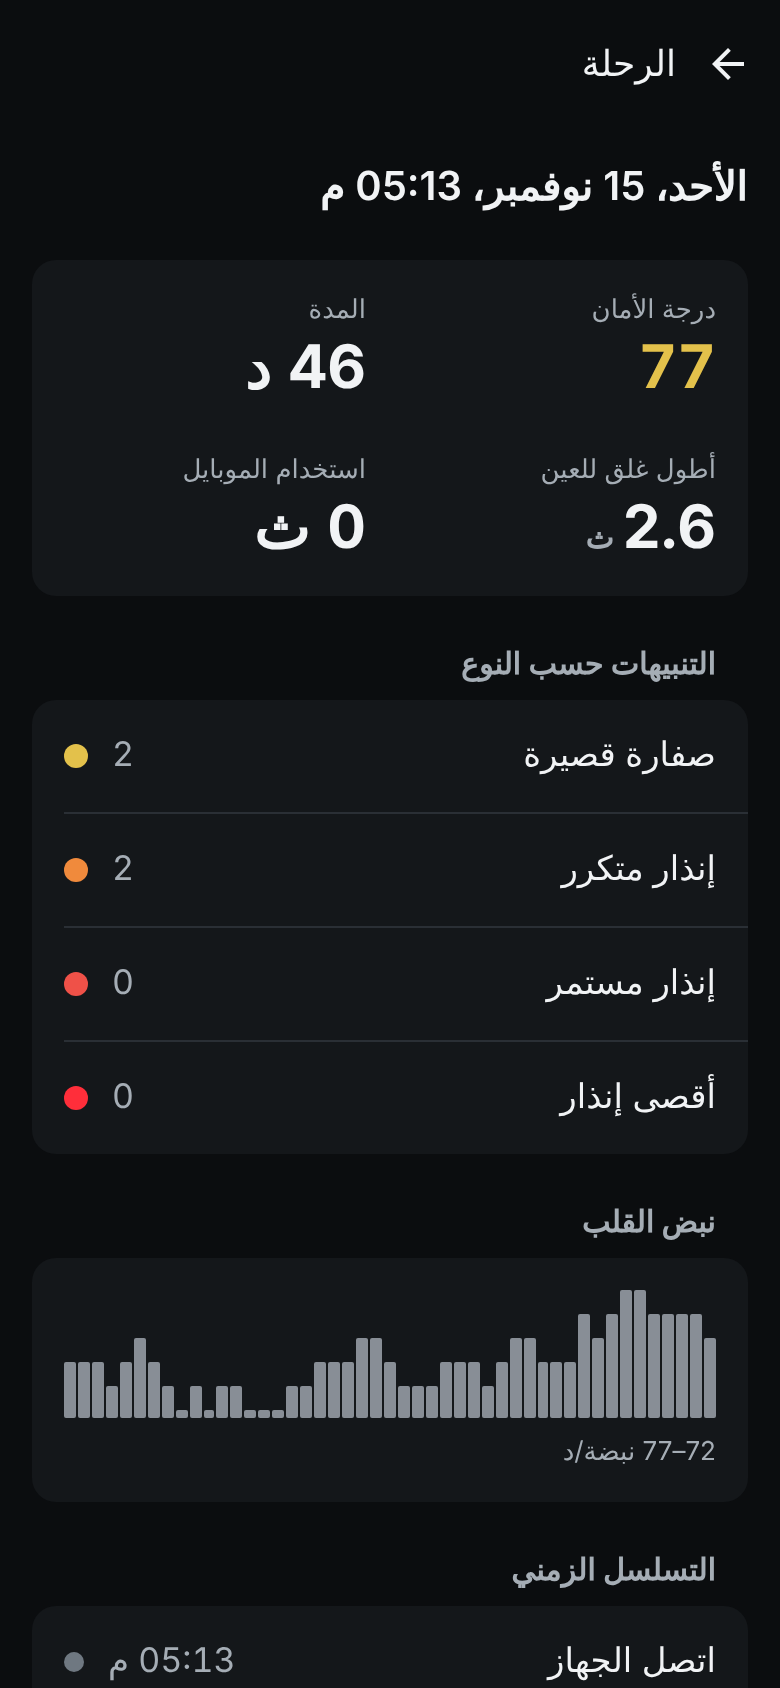 الرحلة
الأحد، 15 نوفمبر، 05:13 م
درجة الأمان
77
المدة
46 د
أطول غلق للعين
2.6 ث
استخدام الموبايل
0 ث
التنبيهات حسب النوع
صفارة قصيرة 2
إنذار متكرر 2
إنذار مستمر 0
أقصى إنذار 0
نبض القلب
72–77 نبضة/د
التسلسل الزمني
اتصل الجهاز 05:13 م